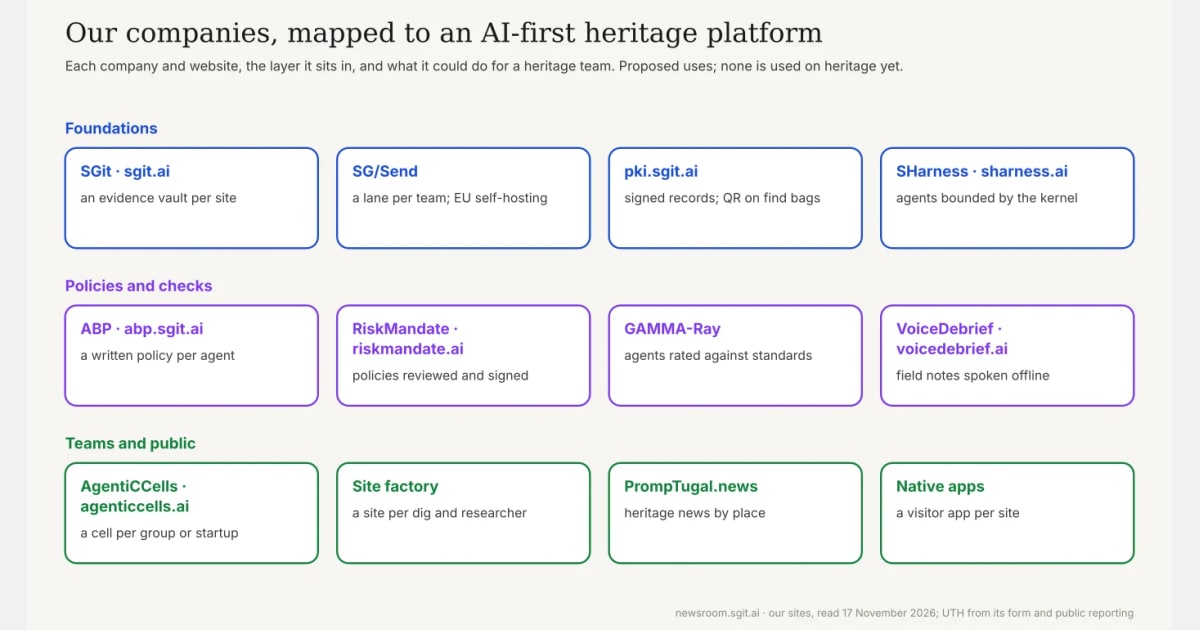 Our companies, mapped to an AI-first heritage platform
Each company and website, the layer it sits in, and what it could do for a heritage team. Proposed uses; none is used on heritage yet.
Foundations
SGit · sgit.ai
an evidence vault per site
SG/Send
a lane per team; EU self-hosting
pki.sgit.ai
signed records; QR on find bags
SHarness · sharness.ai
agents bounded by the kernel
Policies and checks
ABP · abp.sgit.ai
a written policy per agent
RiskMandate ·
riskmandate.ai
policies reviewed and signed
GAMMA-Ray
agents rated against standards
VoiceDebrief ·
voicedebrief.ai
field notes spoken offline
Teams and public
AgentiCCells ·
agenticcells.ai
a cell per group or startup
Site factory
a site per dig and researcher
PrompTugal.news
heritage news by place
Native apps
a visitor app per site
newsroom.sgit.ai · our sites, read 17 November 2026; UTH from its form and public reporting